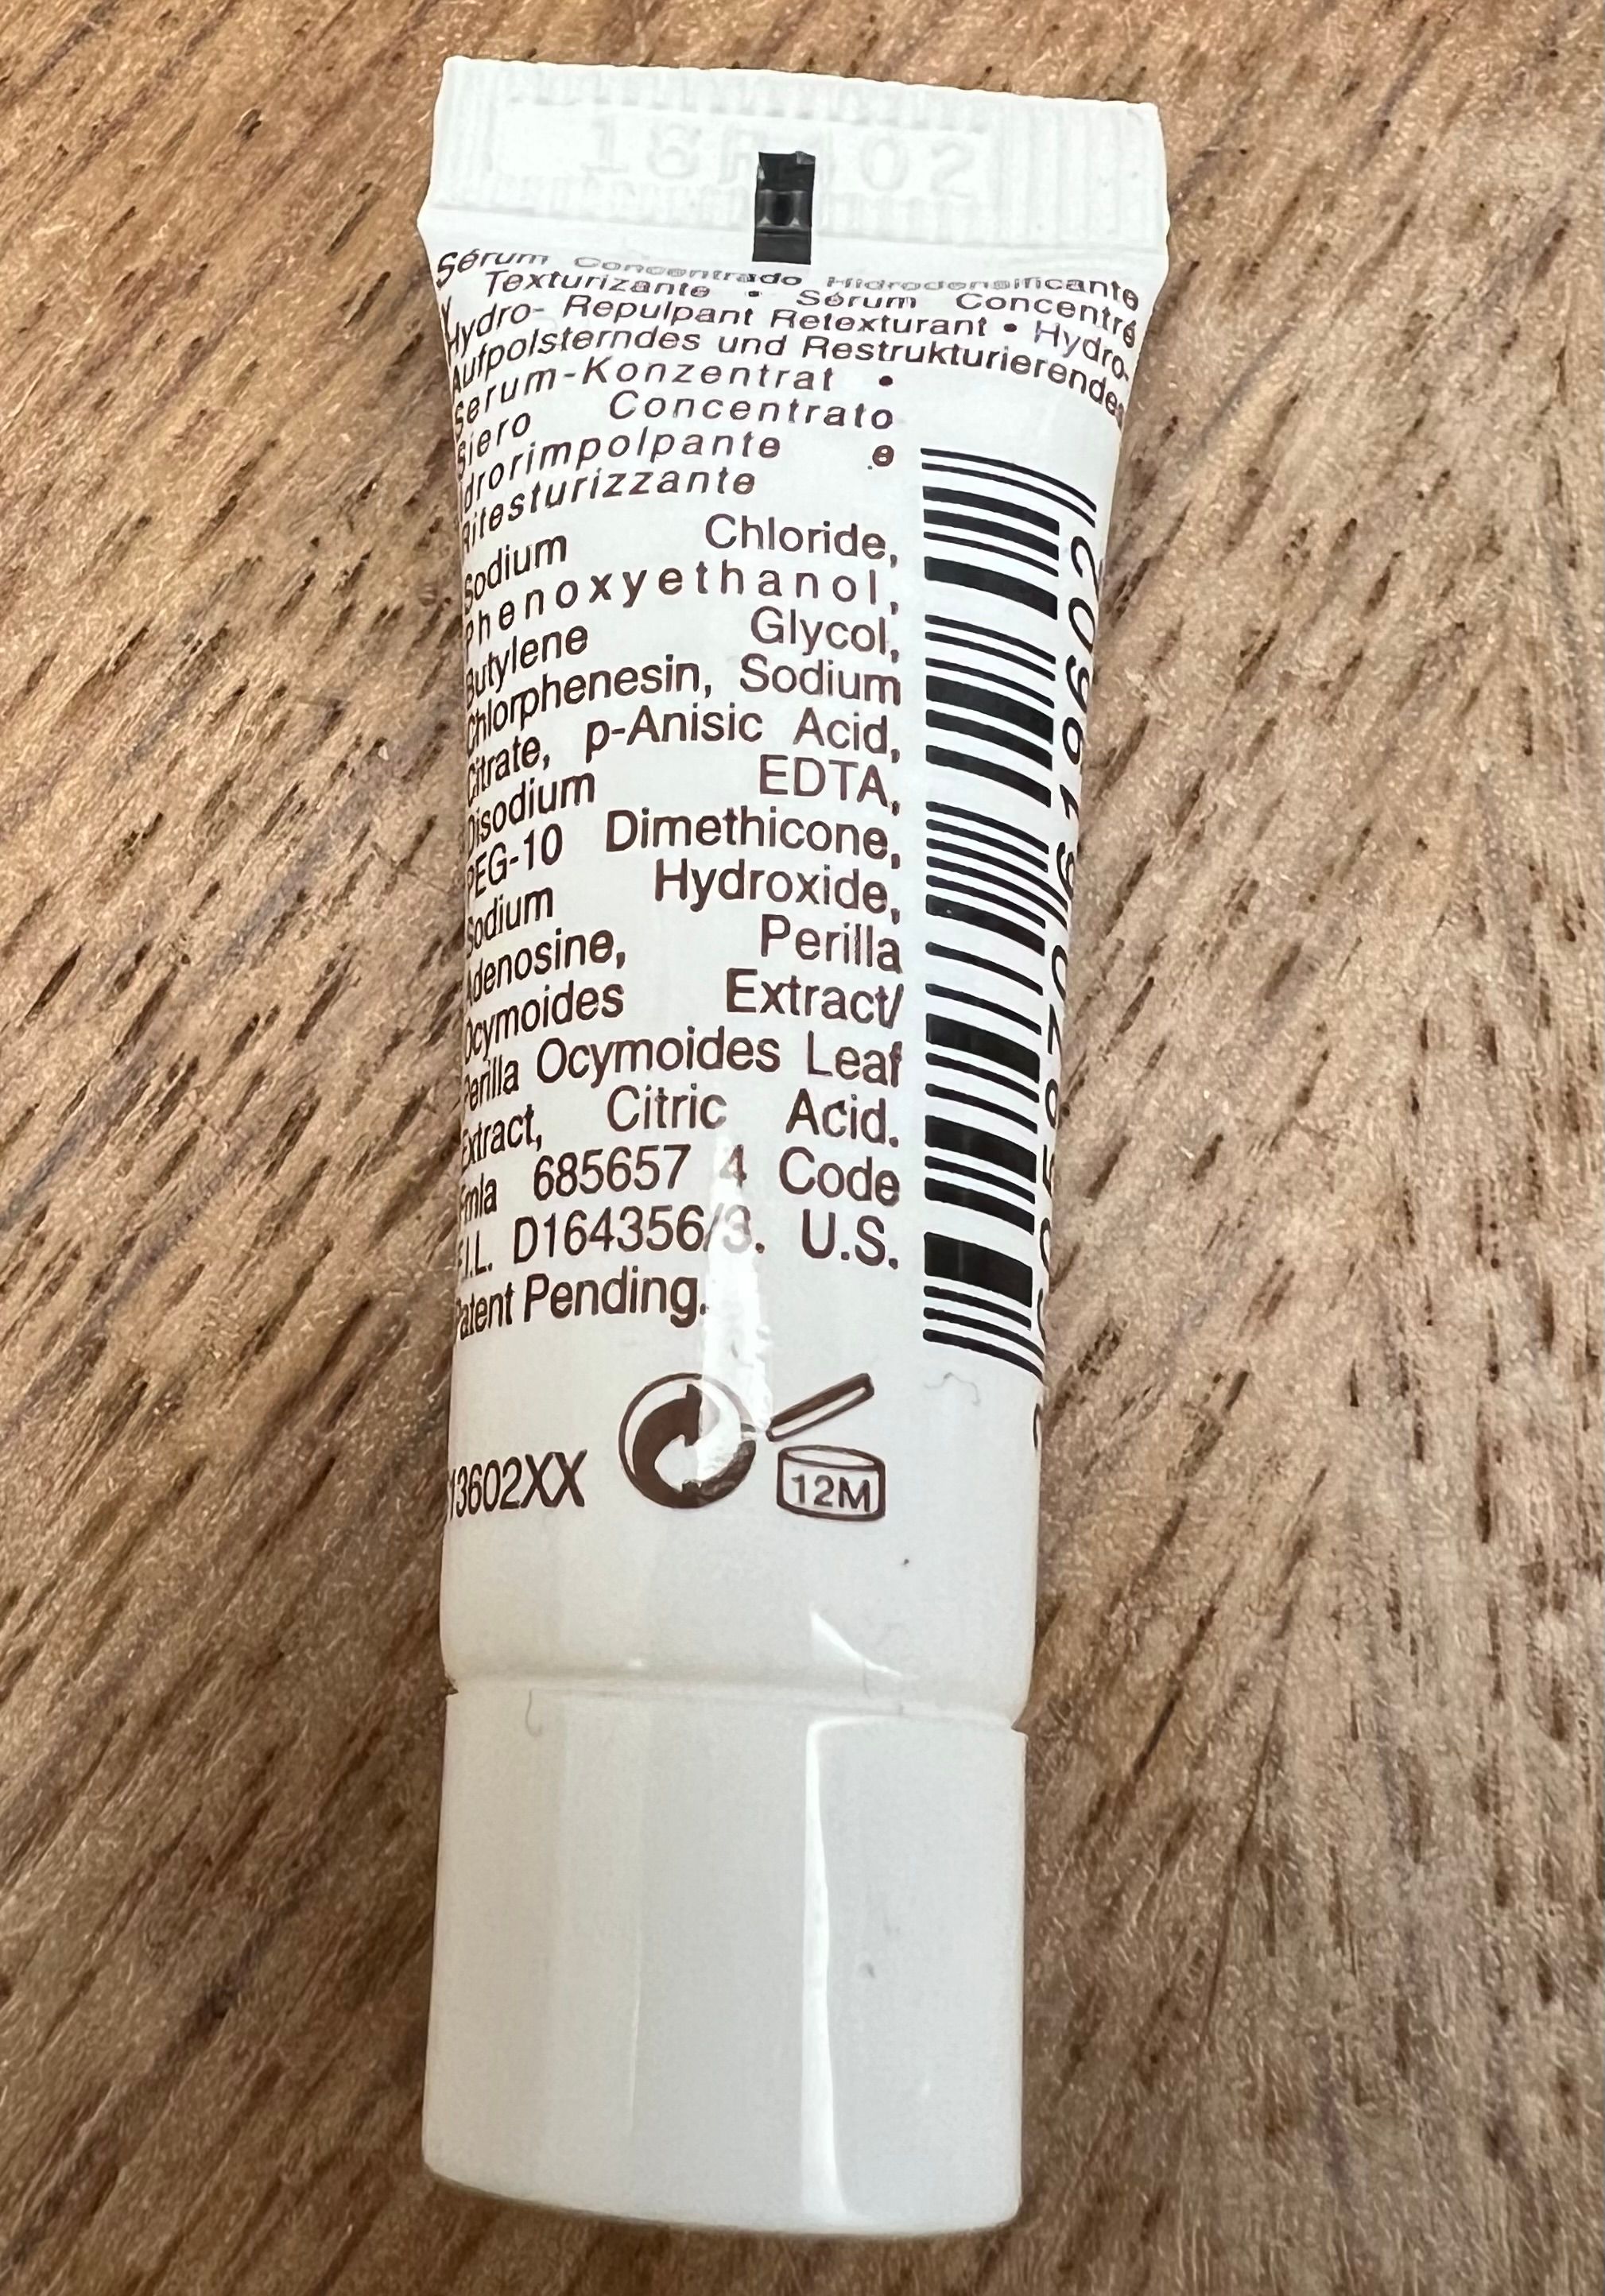 Sérum Concentrado Hidrodensificante
Y Texturizante • Sérum Concentré
Hydro- Repulpant Retexturant • Hydro-
Aufpolsterndes und Restrukturierendes
Serum-Konzentrat •
Siero Concentrato
Idrorimpolpante e
Ritesturizzante
Sodium Chloride,
Phenoxyethanol,
Butylene Glycol,
Chlorphenesin, Sodium
Citrate, p-Anisic Acid,
Disodium EDTA,
PEG-10 Dimethicone,
Sodium Hydroxide,
Adenosine, Perilla
Ocymoides Extract/
Perilla Ocymoides Leaf
Extract, Citric Acid.
Fmla 685657 4 Code
F.I.L. D164356/3. U.S.
Patent Pending.
13602XX
12M